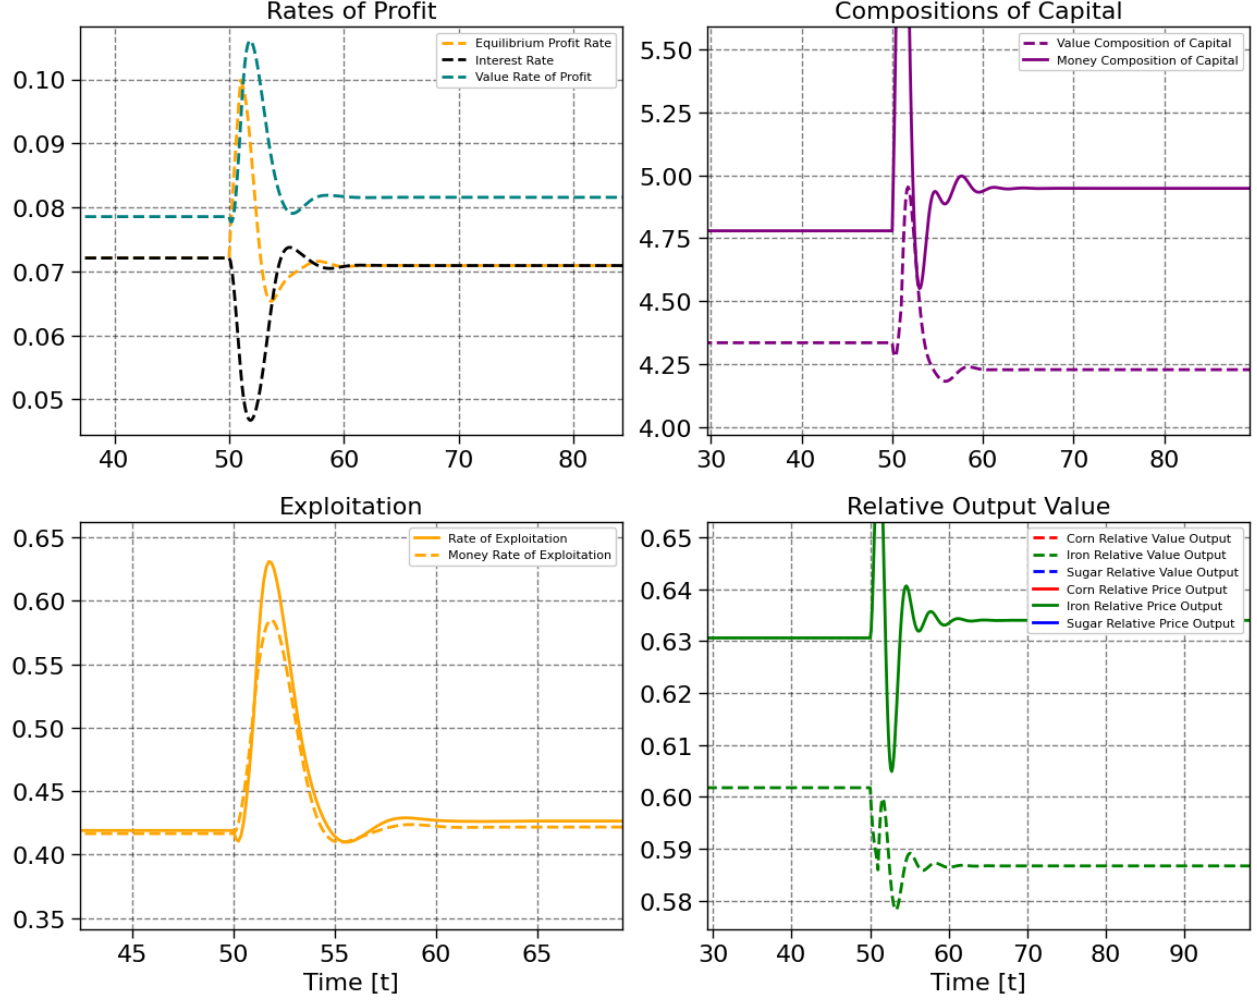 Rates of Profit
Equilibrium Profit Rate
Interest Rate
Value Rate of Profit
0.10
0.09
0.08
0.07
0.06
0.05
40 50 60 70 80
Compositions of Capital
Value Composition of Capital
Money Composition of Capital
5.50
5.25
5.00
4.75
4.50
4.25
4.00
30 40 50 60 70 80
Exploitation
Rate of Exploitation
Money Rate of Exploitation
0.65
0.60
0.55
0.50
0.45
0.40
0.35
45 50 55 60 65
Time [t]
Relative Output Value
Corn Relative Value Output
Iron Relative Value Output
Sugar Relative Value Output
Corn Relative Price Output
Iron Relative Price Output
Sugar Relative Price Output
0.65
0.64
0.63
0.62
0.61
0.60
0.59
0.58
30 40 50 60 70 80 90
Time [t]